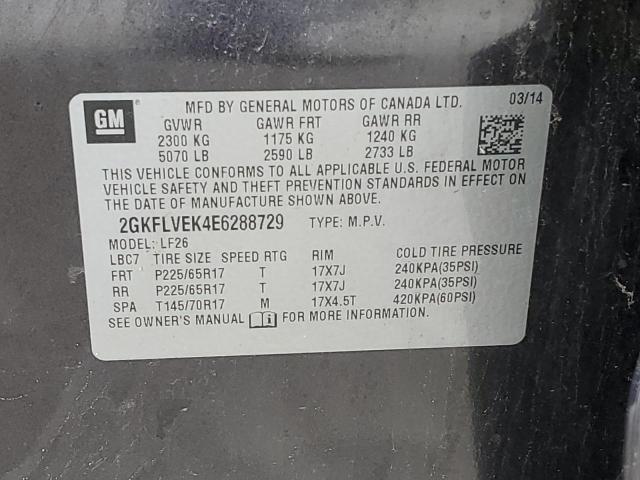 GM
MFD BY GENERAL MOTORS OF CANADA LTD. 03/14
GVWR GAWR FRT GAWR RR
2300 KG 1175 KG 1240 KG
5070 LB 2590 LB 2733 LB
THIS VEHICLE CONFORMS TO ALL APPLICABLE U.S. FEDERAL MOTOR
VEHICLE SAFETY AND THEFT PREVENTION STANDARDS IN EFFECT ON
THE DATE OF MANUFACTURE SHOWN ABOVE.
2GKFLVEK4E6288729 TYPE: M.P.V.
MODEL: LF26
LBC7 TIRE SIZE SPEED RTG RIM COLD TIRE PRESSURE
FRT P225/65R17 T 17X7J 240KPA(35PSI)
RR P225/65R17 T 17X7J 240KPA(35PSI)
SPA T145/70R17 M 17X4.5T 420KPA(60PSI)
SEE OWNER'S MANUAL FOR MORE INFORMATION.